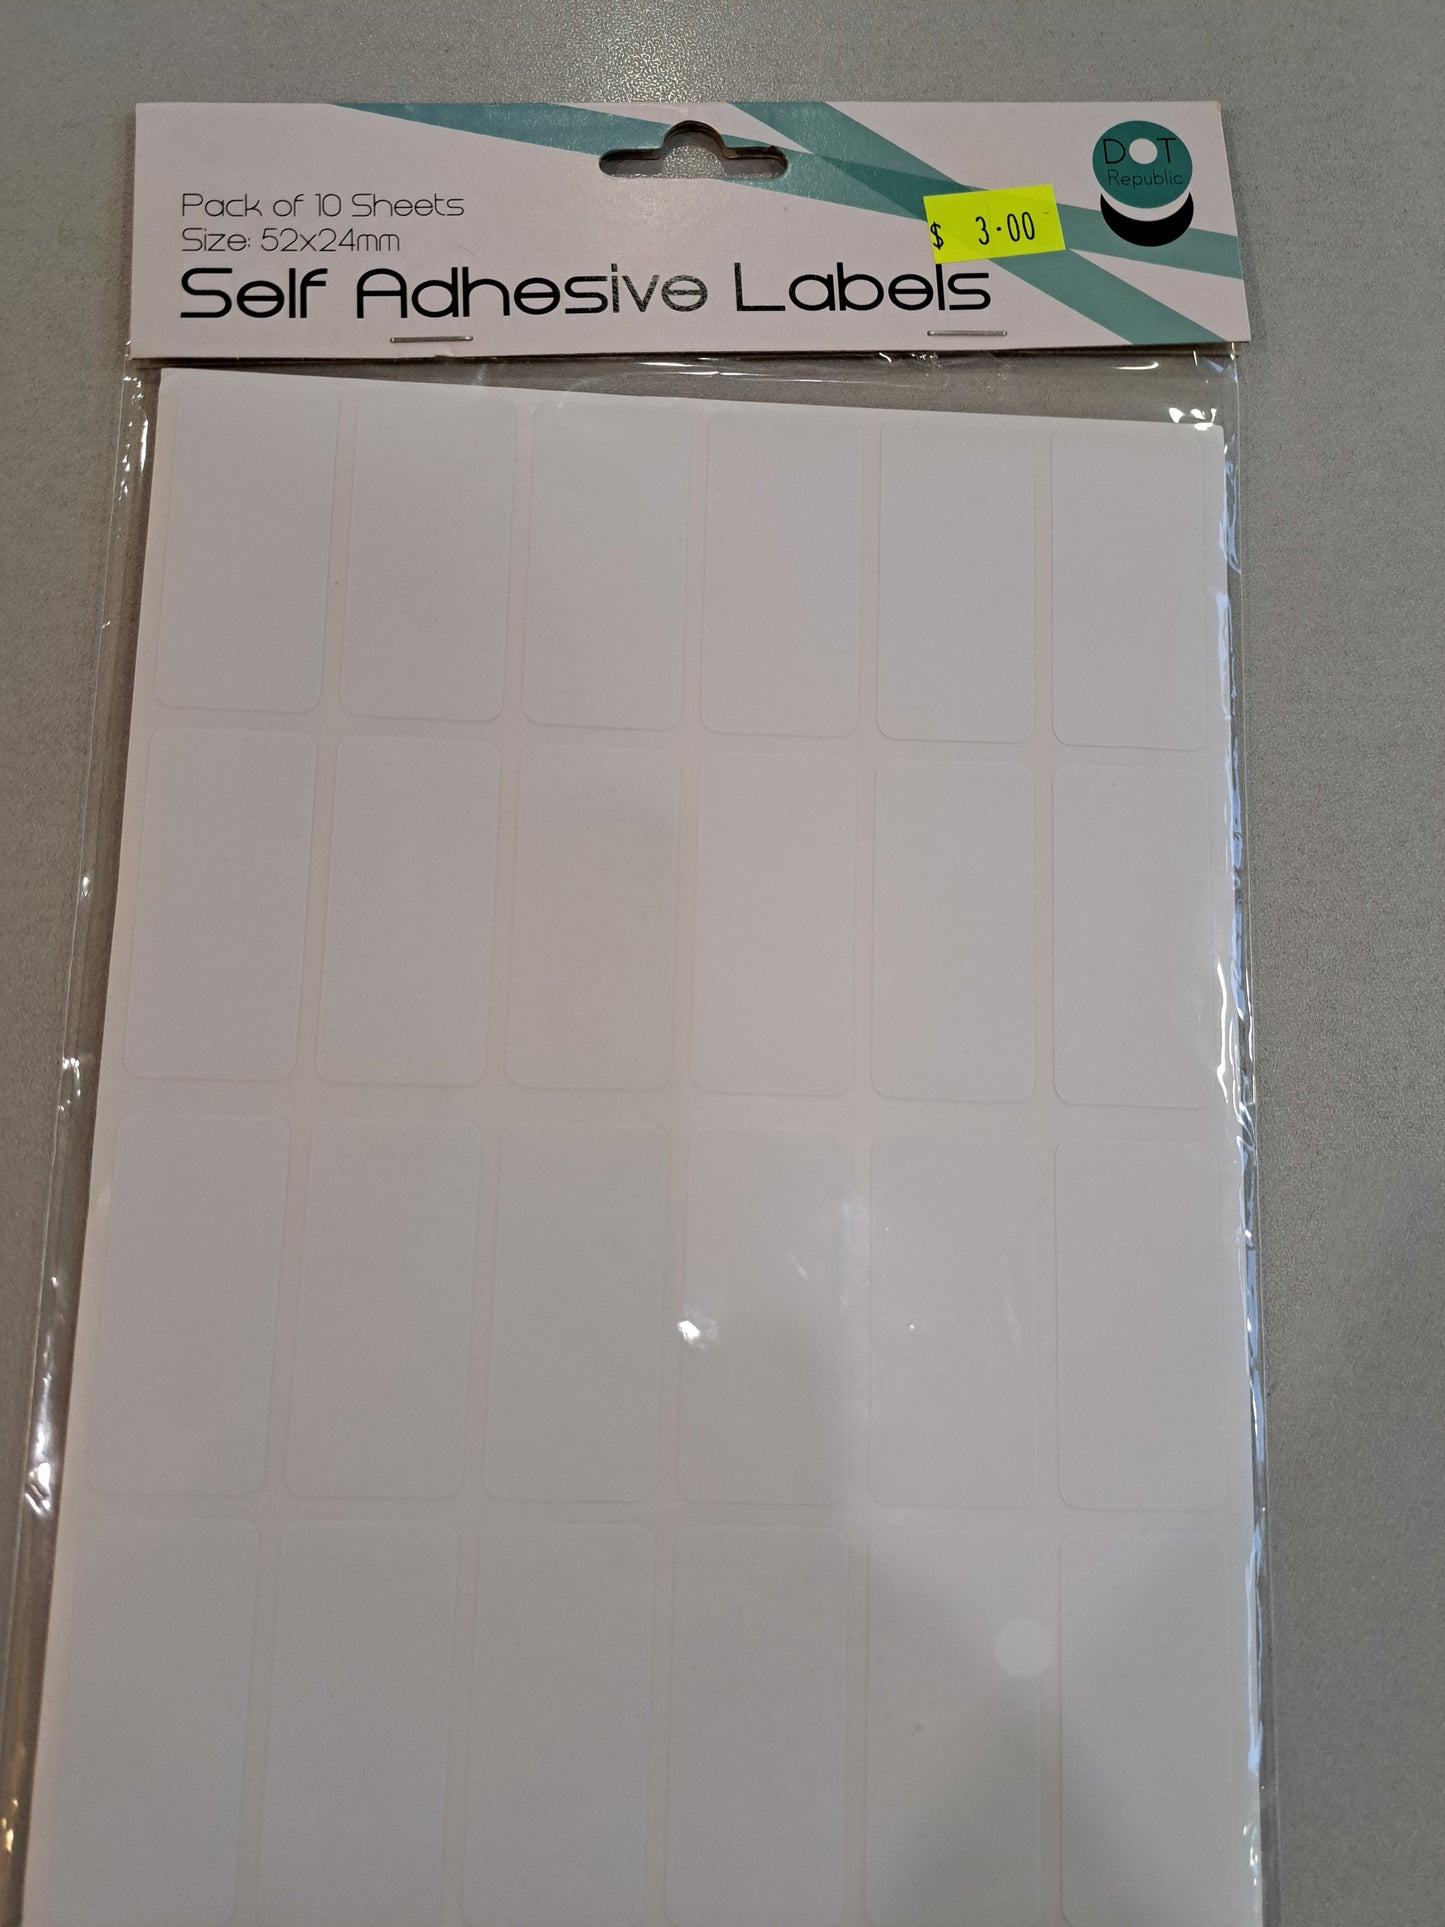 DOT
Republic
$ 3.00
Pack of 10 Sheets
Size: 52x24mm
Self Adhesive Labels